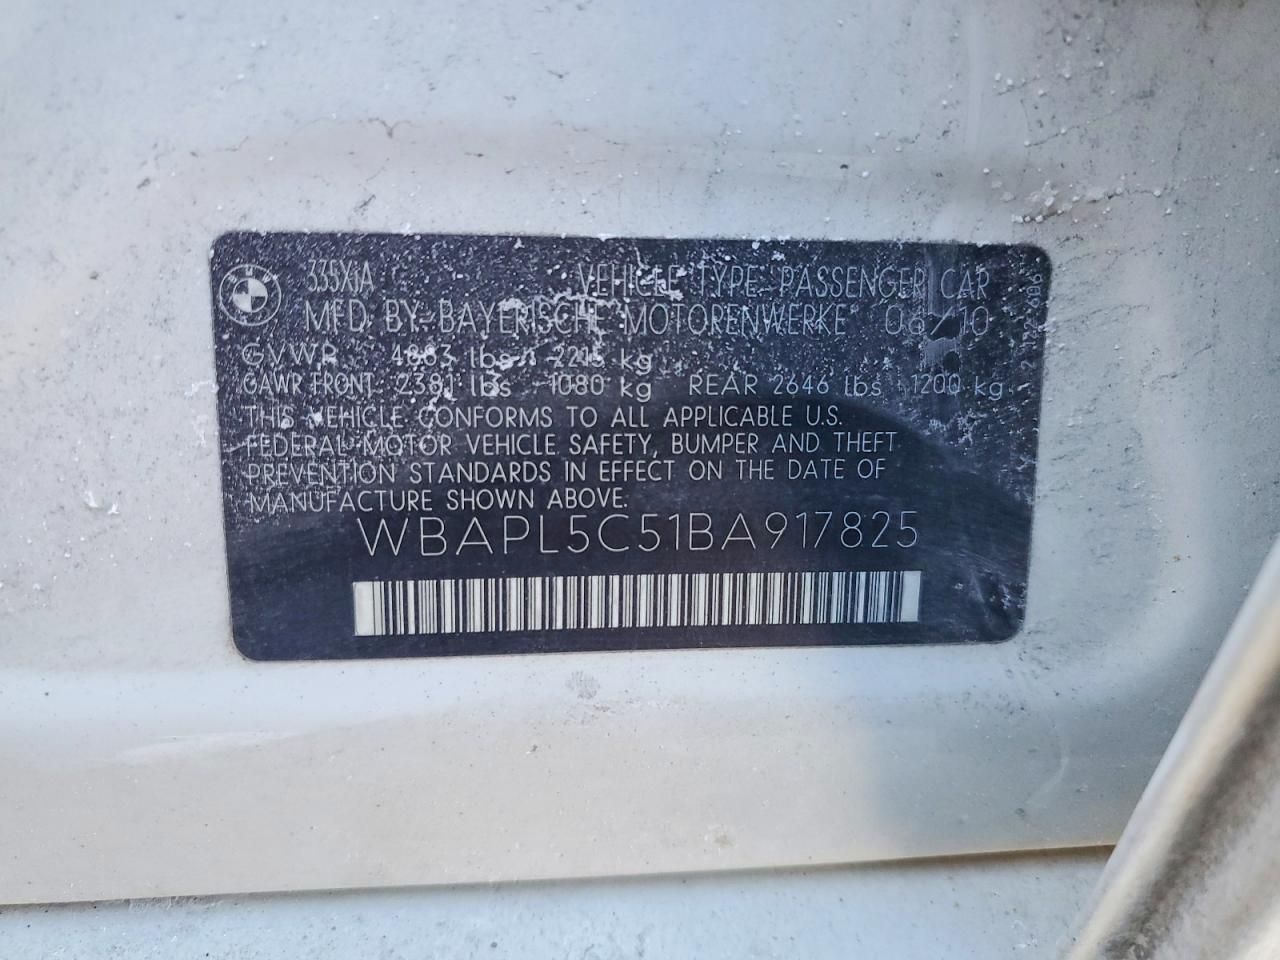 335XiA VEHICLE TYPE: PASSENGER CAR
MFD. BY: BAYERISCHE MOTORENWERKE 06/10
GVWR 4883 lbs 2215 kg
GAWR FRONT: 2381 lbs 1080 kg REAR 2646 lbs 1200 kg
THIS VEHICLE CONFORMS TO ALL APPLICABLE U.S.
FEDERAL MOTOR VEHICLE SAFETY, BUMPER AND THEFT
PREVENTION STANDARDS IN EFFECT ON THE DATE OF
MANUFACTURE SHOWN ABOVE.
WBAPL5C51BA917825